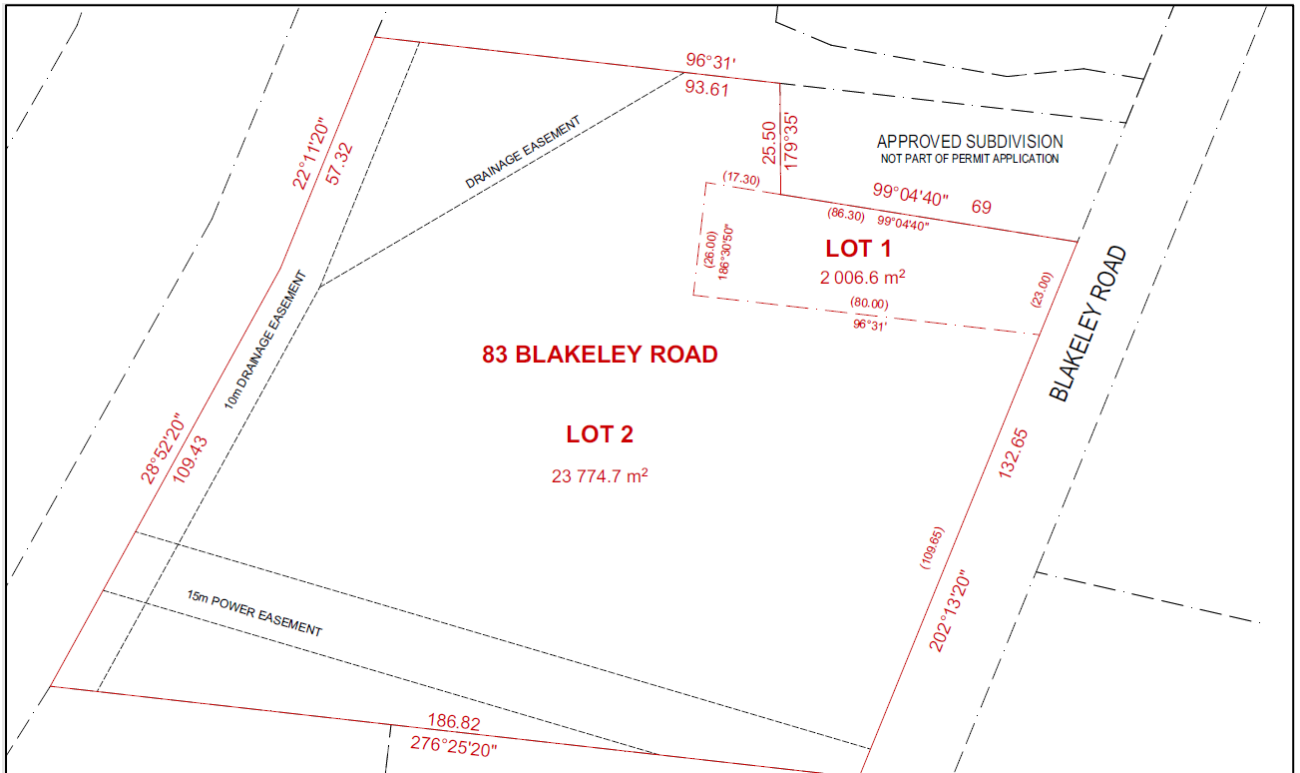 96°31'
93.61
22°11'20"
57.32
DRAINAGE EASEMENT
25.50
179°35'
APPROVED SUBDIVISION
NOT PART OF PERMIT APPLICATION
(17.30)
99°04'40" 69
(86.30) 99°04'40"
(26.00)
186°30'50"
LOT 1
2 006.6 m²
(23.00)
(80.00)
96°31'
BLAKELEY ROAD
10m DRAINAGE EASEMENT
83 BLAKELEY ROAD
28°52'20"
109.43
LOT 2
23 774.7 m²
132.65
(109.65)
202°13'20"
15m POWER EASEMENT
186.82
276°25'20"